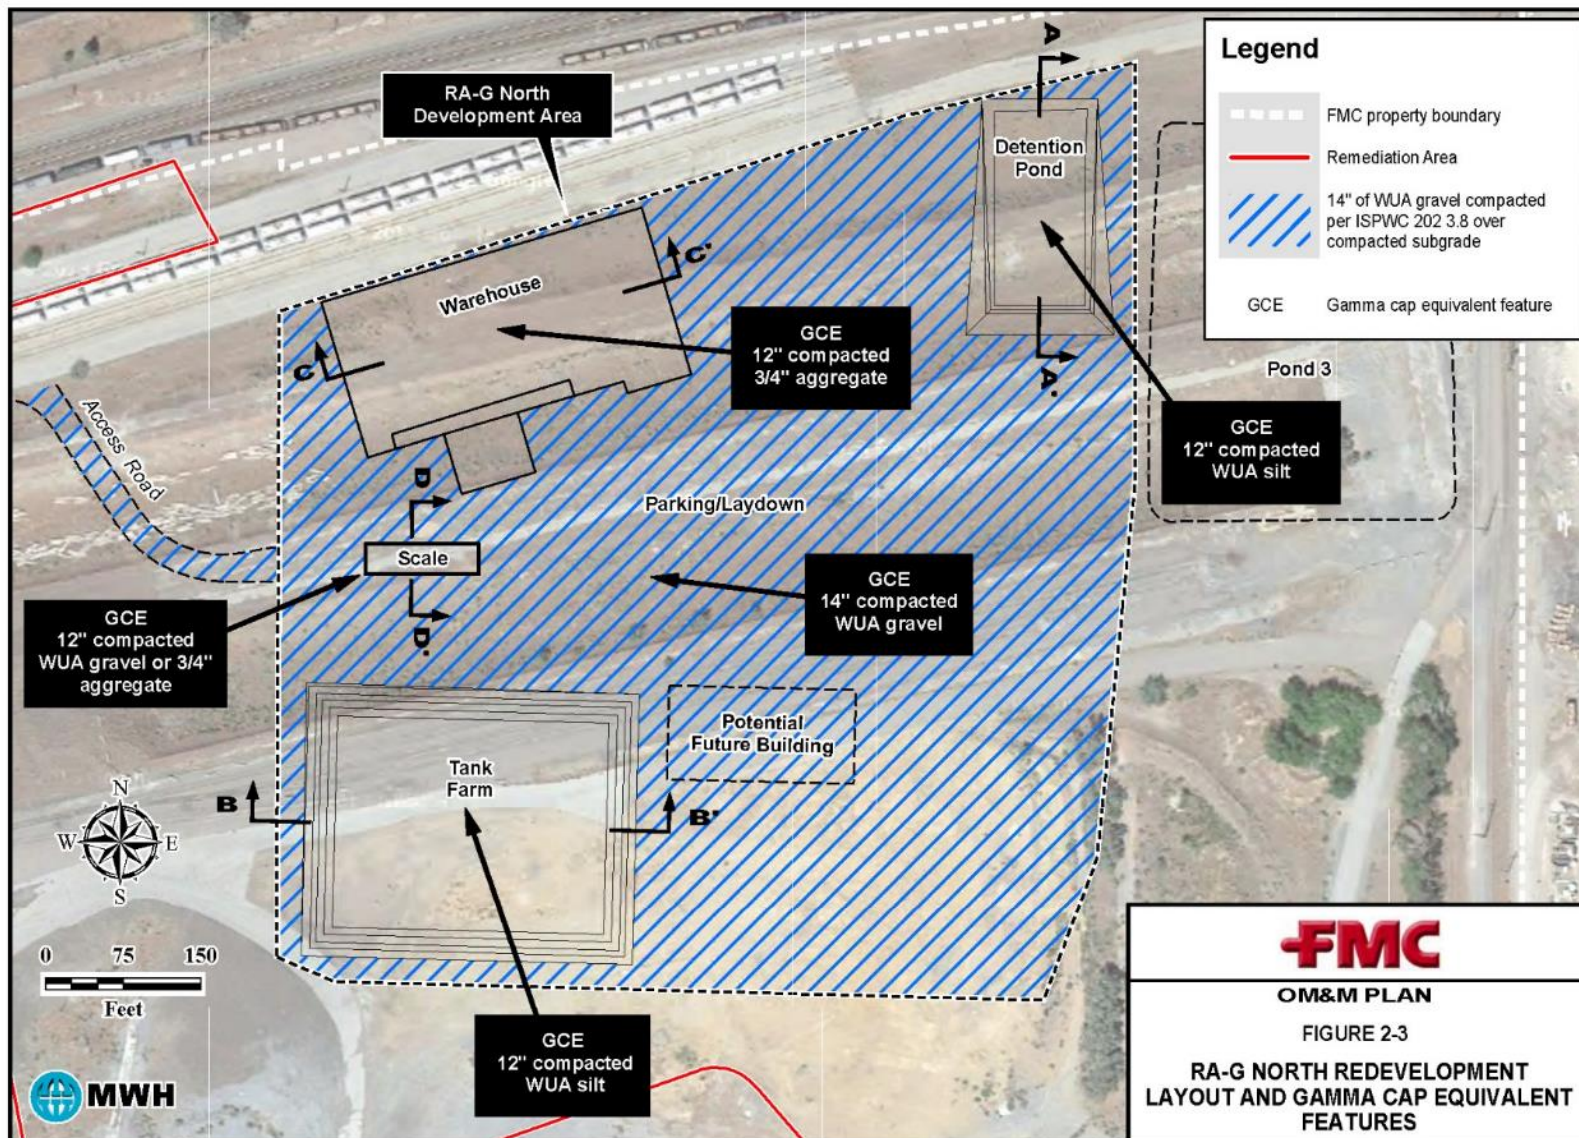 RA-G North
Development Area
A
Detention
Pond
Legend
FMC property boundary
Remediation Area
14" of WUA gravel compacted
per ISPWC 202 3.8 over
compacted subgrade
GCE Gamma cap equivalent feature
C'
Warehouse
C
GCE
12" compacted
3/4" aggregate
A'
Pond 3
GCE
12" compacted
WUA silt
Access Road
D
Parking/Laydown
Scale
D'
GCE
14" compacted
WUA gravel
GCE
12" compacted
WUA gravel or 3/4"
aggregate
Potential
Future Building
Tank
Farm
B
B'
N
W E
S
0 75 150
Feet
GCE
12" compacted
WUA silt
MWH
FMC
OM&M PLAN
FIGURE 2-3
RA-G NORTH REDEVELOPMENT
LAYOUT AND GAMMA CAP EQUIVALENT
FEATURES